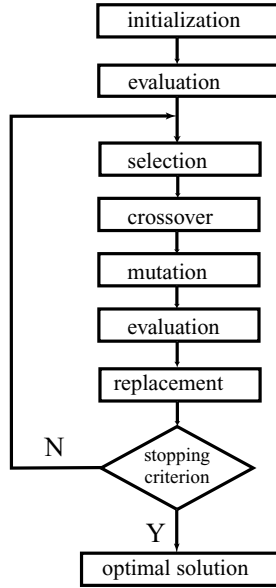 initialization
evaluation
selection
crossover
mutation
evaluation
replacement
stopping
criterion
N
Y
optimal solution